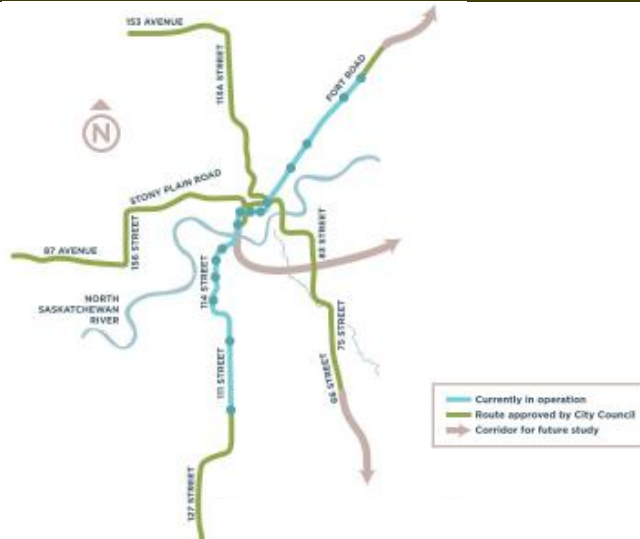 153 AVENUE
113A STREET
FORT ROAD
N
STONY PLAIN ROAD
156 STREET
87 AVENUE
83 STREET
114 STREET
NORTH
SASKATCHEWAN
RIVER
75 STREET
111 STREET
66 STREET
127 STREET
Currently in operation
Route approved by City Council
Corridor for future study